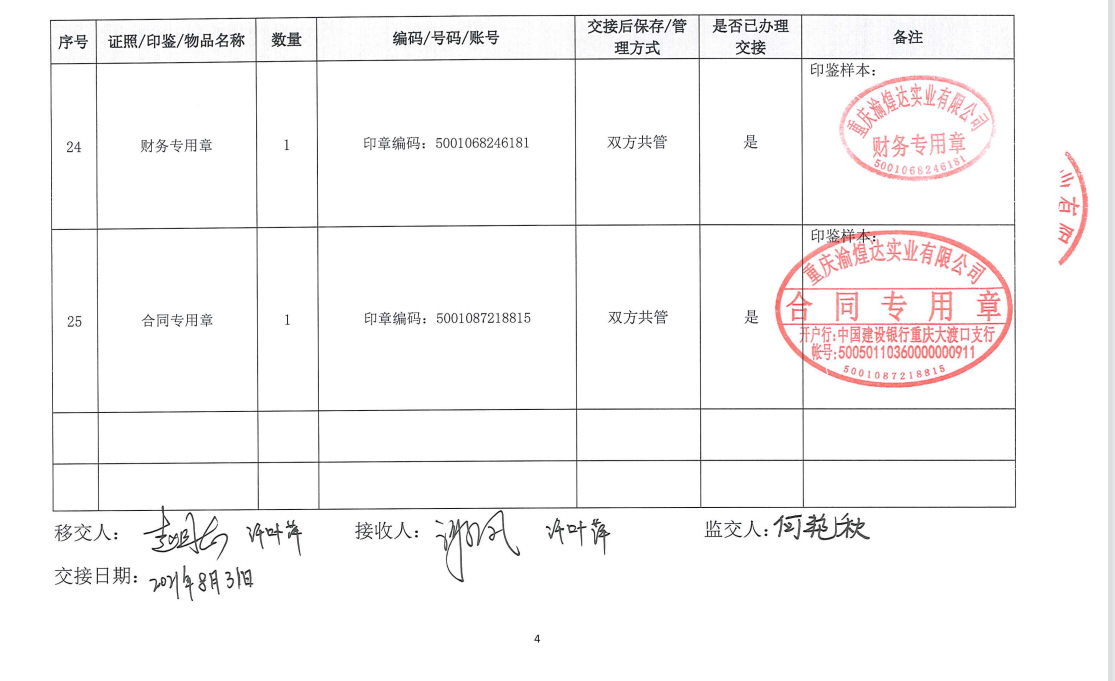 序号 证照/印鉴/物品名称 数量 编码/号码/账号 交接后保存/管理方式 是否已办理交接 备注
24 财务专用章 1 印章编码：5001068246181 双方共管 是 印鉴样本：
重庆渝煌达实业有限公司
财务专用章
5001068246181
25 合同专用章 1 印章编码：5001087218815 双方共管 是 印鉴样本：
重庆渝煌达实业有限公司
合同专用章
开户行:中国建设银行重庆大渡口支行
帐号:50050110360000000911
5001087218815
业有限
移交人： 许叶萍 接收人： 许叶萍 监交人：何艳秋
交接日期：2021年8月31日
4